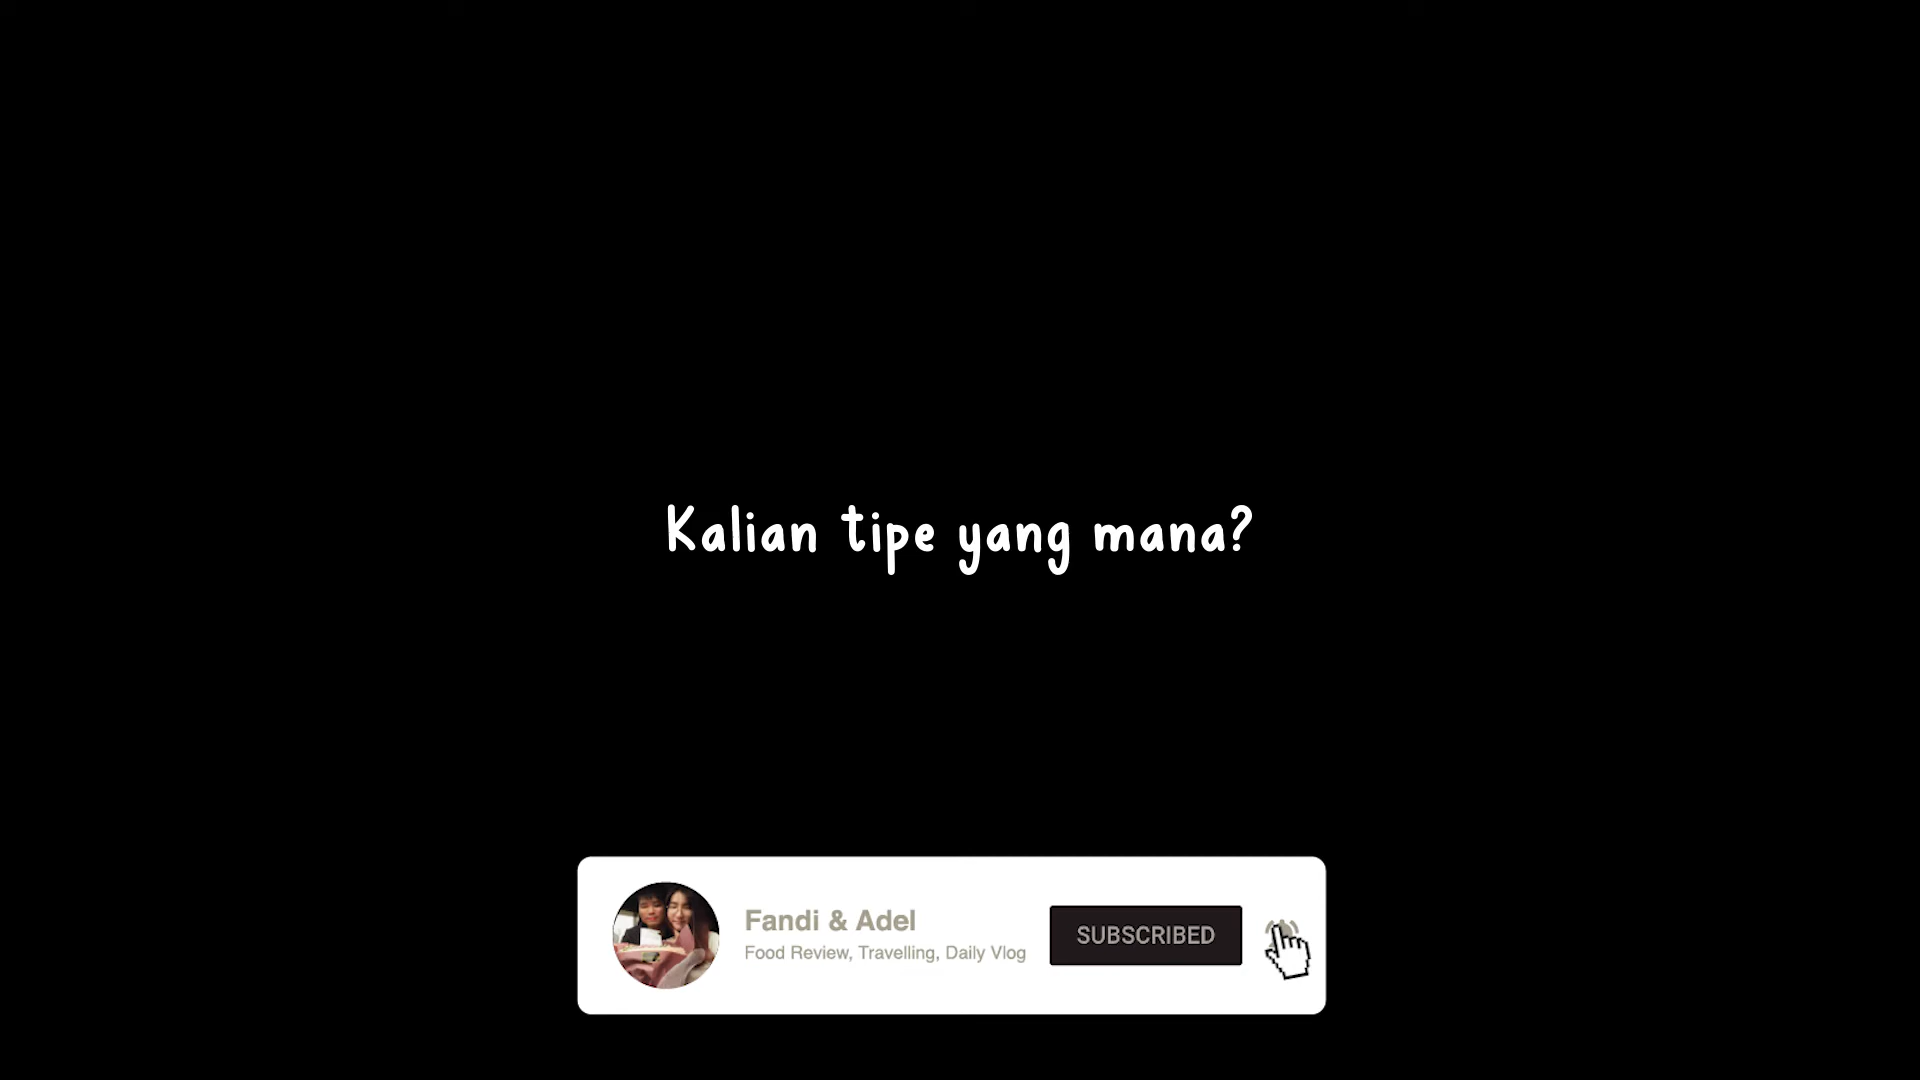 Kalian tipe yang mana?
Fandi & Adel
Food Review, Travelling, Daily Vlog
SUBSCRIBED